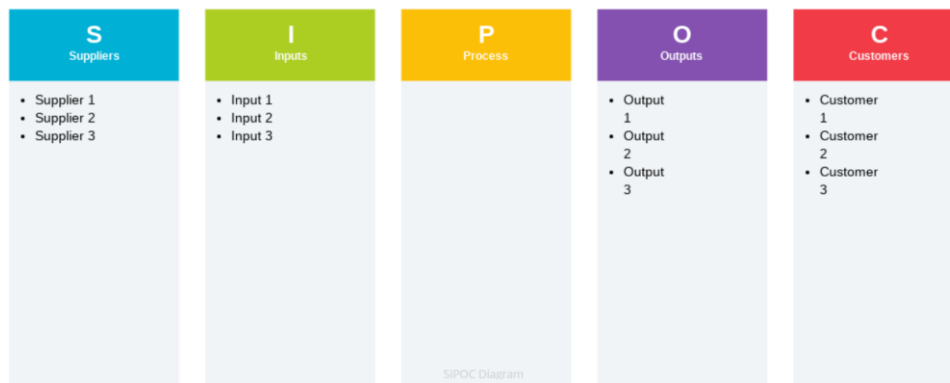 S
Suppliers
I
Inputs
P
Process
O
Outputs
C
Customers
• Supplier 1
• Supplier 2
• Supplier 3
• Input 1
• Input 2
• Input 3
• Output
1
• Output
2
• Output
3
• Customer
1
• Customer
2
• Customer
3
SIPOC Diagram